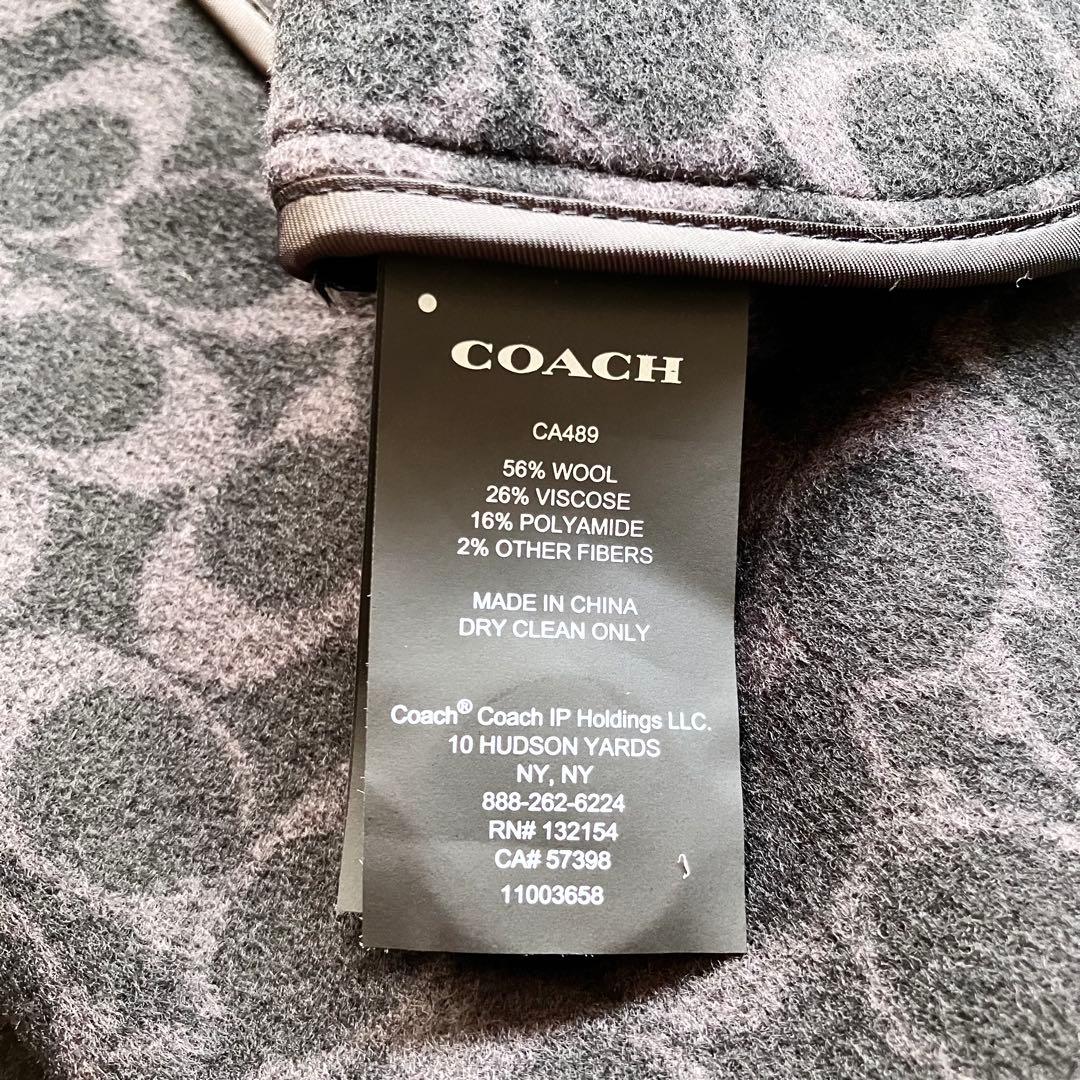 COACH
CA489
56% WOOL
26% VISCOSE
16% POLYAMIDE
2% OTHER FIBERS
MADE IN CHINA
DRY CLEAN ONLY
Coach® Coach IP Holdings LLC.
10 HUDSON YARDS
NY, NY
888-262-6224
RN# 132154
CA# 57398
11003658